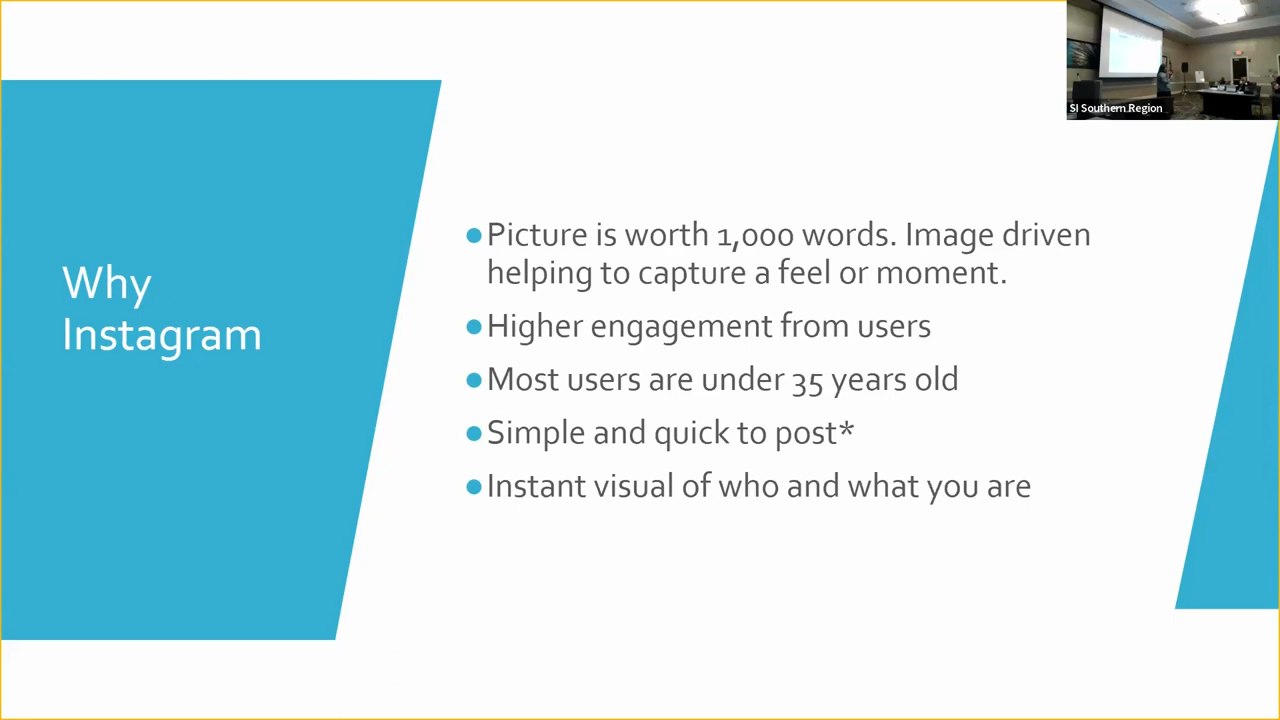 SI Southern Region
Why
Instagram
●Picture is worth 1,000 words. Image driven
helping to capture a feel or moment.
●Higher engagement from users
●Most users are under 35 years old
●Simple and quick to post*
●Instant visual of who and what you are